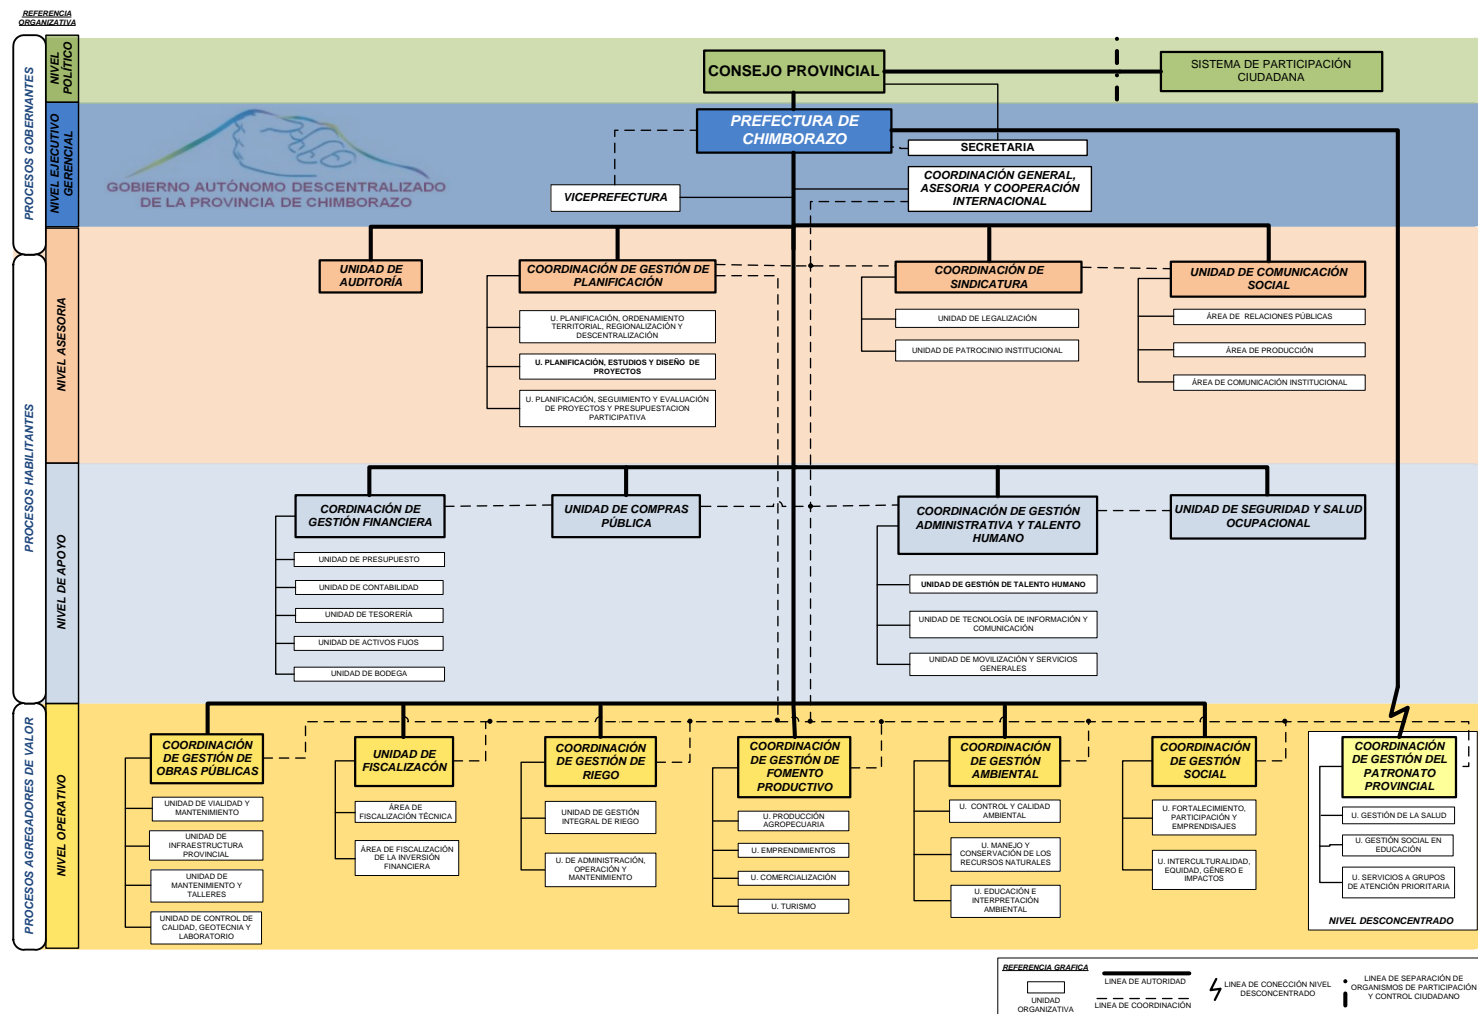 REFERENCIA
ORGANIZATIVA
PROCESOS GOBERNANTES
NIVEL
POLÍTICO
CONSEJO PROVINCIAL
SISTEMA DE PARTICIPACIÓN
CIUDADANA
NIVEL EJECUTIVO
GERENCIAL
GOBIERNO AUTÓNOMO DESCENTRALIZADO
DE LA PROVINCIA DE CHIMBORAZO
PREFECTURA DE
CHIMBORAZO
SECRETARIA
VICEPREFECTURA
COORDINACIÓN GENERAL,
ASESORIA Y COOPERACIÓN
INTERNACIONAL
PROCESOS HABILITANTES
NIVEL ASESORIA
UNIDAD DE
AUDITORÍA
COORDINACIÓN DE GESTIÓN DE
PLANIFICACIÓN
U. PLANIFICACIÓN, ORDENAMIENTO
TERRITORIAL, REGIONALIZACIÓN Y
DESCENTRALIZACIÓN
U. PLANIFICACIÓN, ESTUDIOS Y DISEÑO DE
PROYECTOS
U. PLANIFICACIÓN, SEGUIMIENTO Y EVALUACIÓN
DE PROYECTOS Y PRESUPUESTACION
PARTICIPATIVA
COORDINACIÓN DE
SINDICATURA
UNIDAD DE LEGALIZACIÓN
UNIDAD DE PATROCINIO INSTITUCIONAL
UNIDAD DE COMUNICACIÓN
SOCIAL
ÁREA DE RELACIONES PÚBLICAS
ÁREA DE PRODUCCIÓN
ÁREA DE COMUNICACIÓN INSTITUCIONAL
NIVEL DE APOYO
CORDINACIÓN DE
GESTIÓN FINANCIERA
UNIDAD DE PRESUPUESTO
UNIDAD DE CONTABILIDAD
UNIDAD DE TESORERÍA
UNIDAD DE ACTIVOS FIJOS
UNIDAD DE BODEGA
UNIDAD DE COMPRAS
PÚBLICA
COORDINACIÓN DE GESTIÓN
ADMINISTRATIVA Y TALENTO
HUMANO
UNIDAD DE GESTIÓN DE TALENTO HUMANO
UNIDAD DE TECNOLOGÍA DE INFORMACIÓN Y
COMUNICACIÓN
UNIDAD DE MOVILIZACIÓN Y SERVICIOS
GENERALES
UNIDAD DE SEGURIDAD Y SALUD
OCUPACIONAL
PROCESOS AGREGADORES DE VALOR
NIVEL OPERATIVO
COORDINACIÓN
DE GESTIÓN DE
OBRAS PÚBLICAS
UNIDAD DE VIALIDAD Y
MANTENIMIENTO
UNIDAD DE
INFRAESTRUCTURA
PROVINCIAL
UNIDAD DE
MANTENIMIENTO Y
TALLERES
UNIDAD DE CONTROL DE
CALIDAD, GEOTECNIA Y
LABORATORIO
UNIDAD DE
FISCALIZACÓN
ÁREA DE
FISCALIZACIÓN TÉCNICA
ÁREA DE FISCALIZACIÓN
DE LA INVERSIÓN
FINANCIERA
COORDINACIÓN
DE GESTIÓN DE
RIEGO
UNIDAD DE GESTIÓN
INTEGRAL DE RIEGO
U. DE ADMINISTRACIÓN,
OPERACIÓN Y
MANTENIMIENTO
COORDINACIÓN
DE GESTIÓN DE
FOMENTO
PRODUCTIVO
U. PRODUCCIÓN
AGROPECUARIA
U. EMPRENDIMIENTOS
U. COMERCIALIZACIÓN
U. TURISMO
COORDINACIÓN
DE GESTIÓN
AMBIENTAL
U. CONTROL Y CALIDAD
AMBIENTAL
U. MANEJO Y
CONSERVACIÓN DE LOS
RECURSOS NATURALES
U. EDUCACIÓN E
INTERPRETACIÓN
AMBIENTAL
COORDINACIÓN
DE GESTIÓN
SOCIAL
U. FORTALECIMIENTO,
PARTICIPACIÓN Y
EMPRENDISAJES
U. INTERCULTURALIDAD,
EQUIDAD, GÉNERO E
IMPACTOS
COORDINACIÓN
DE GESTIÓN DEL
PATRONATO
PROVINCIAL
U. GESTIÓN DE LA SALUD
U. GESTIÓN SOCIAL EN
EDUCACIÓN
U. SERVICIOS A GRUPOS
DE ATENCIÓN PRIORITARIA
NIVEL DESCONCENTRADO
REFERENCIA GRAFICA
UNIDAD
ORGANIZATIVA
LINEA DE AUTORIDAD
LINEA DE COORDINACIÓN
LINEA DE CONECCIÓN NIVEL
DESCONCENTRADO
LINEA DE SEPARACIÓN DE
ORGANISMOS DE PARTICIPACIÓN
Y CONTROL CIUDADANO